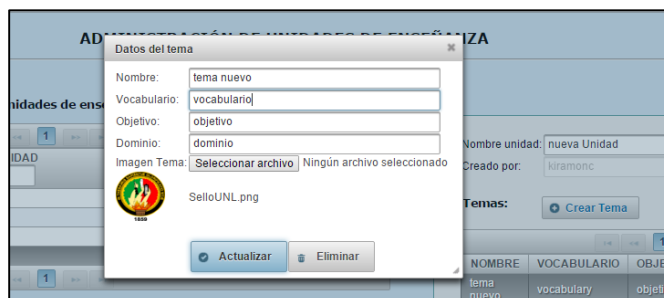 ADMINISTRACIÓN DE UNIDADES DE ENSEÑANZA
Datos del tema
Nombre: tema nuevo
Vocabulario: vocabulario
Objetivo: objetivo
Dominio: dominio
Imagen Tema: Seleccionar archivo Ningún archivo seleccionado
1859
SelloUNL.png
Actualizar Eliminar
nidades de ens
1
IDAD
1
Nombre unidad: nueva Unidad
Creado por: kiramonc
Temas: Crear Tema
1
NOMBRE VOCABULARIO OBJE
tema nuevo vocabulary objeti